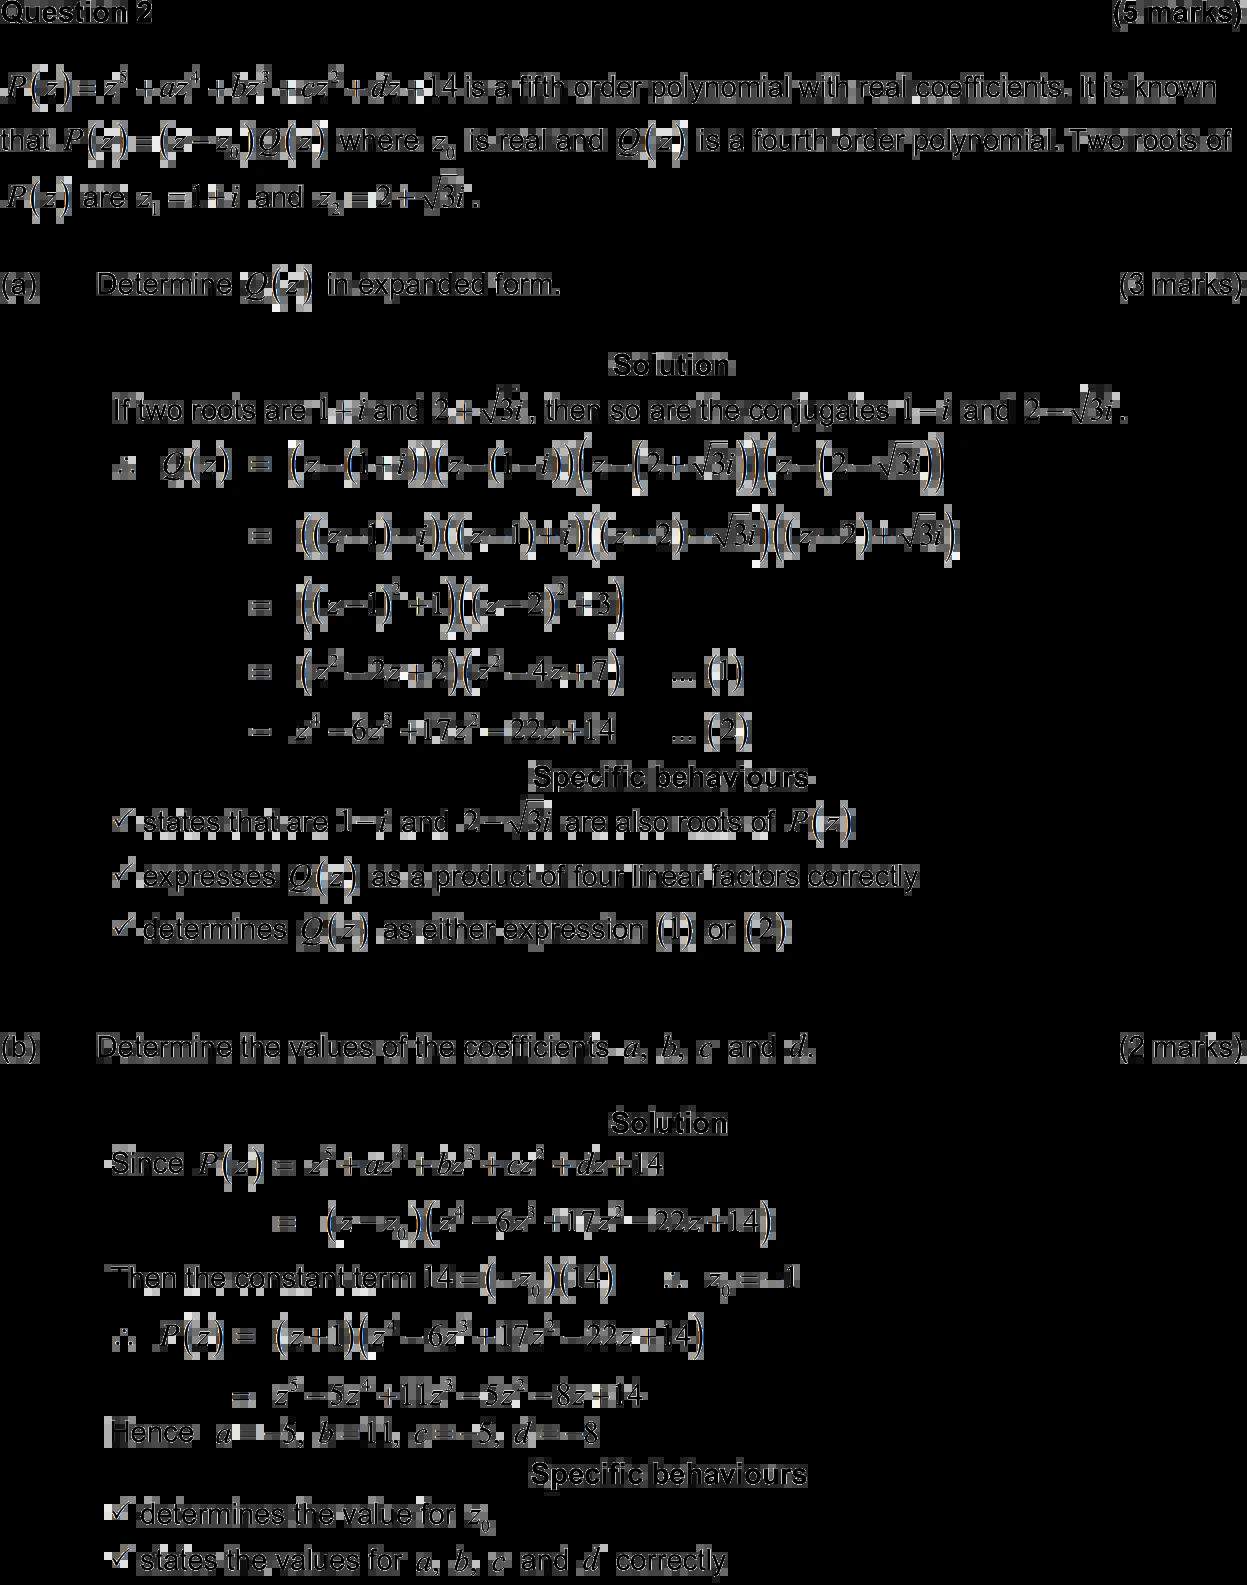 Question 2 (5 marks)
P(z) = z⁵ + az⁴ + bz³ + cz² + dz + 14 is a fifth order polynomial with real coefficients. It is known
that P(z) = (z − z₀)Q(z) where z₀ is real and Q(z) is a fourth order polynomial. Two roots of
P(z) are z₁ = 1 + i and z₂ = 2 + √3i.
(a) Determine Q(z) in expanded form. (3 marks)
Solution
If two roots are 1 + i and 2 + √3i, then so are the conjugates 1 − i and 2 − √3i.
∴ Q(z) = (z − (1 + i))(z − (1 − i))(z − (2 + √3i))(z − (2 − √3i))
= ((z − 1) − i)((z − 1) + i)((z − 2) − √3i)((z − 2) + √3i)
= ((z − 1)² + 1)((z − 2)² + 3)
= (z² − 2z + 2)(z² − 4z + 7) ... (1)
= z⁴ − 6z³ + 17z² − 22z + 14 ... (2)
Specific behaviours
✓ states that are 1 − i and 2 − √3i are also roots of P(z)
✓ expresses Q(z) as a product of four linear factors correctly
✓ determines Q(z) as either expression (1) or (2)
(b) Determine the values of the coefficients a, b, c and d. (2 marks)
Solution
Since P(z) = z⁵ + az⁴ + bz³ + cz² + dz + 14
= (z − z₀)(z⁴ − 6z³ + 17z² − 22z + 14)
Then the constant term 14 = (−z₀)(14) ∴ z₀ = −1
∴ P(z) = (z + 1)(z⁴ − 6z³ + 17z² − 22z + 14)
= z⁵ − 5z⁴ + 11z³ − 5z² − 8z + 14
Hence a = −5, b = 11, c = −5, d = −8
Specific behaviours
✓ determines the value for z₀
✓ states the values for a, b, c and d correctly